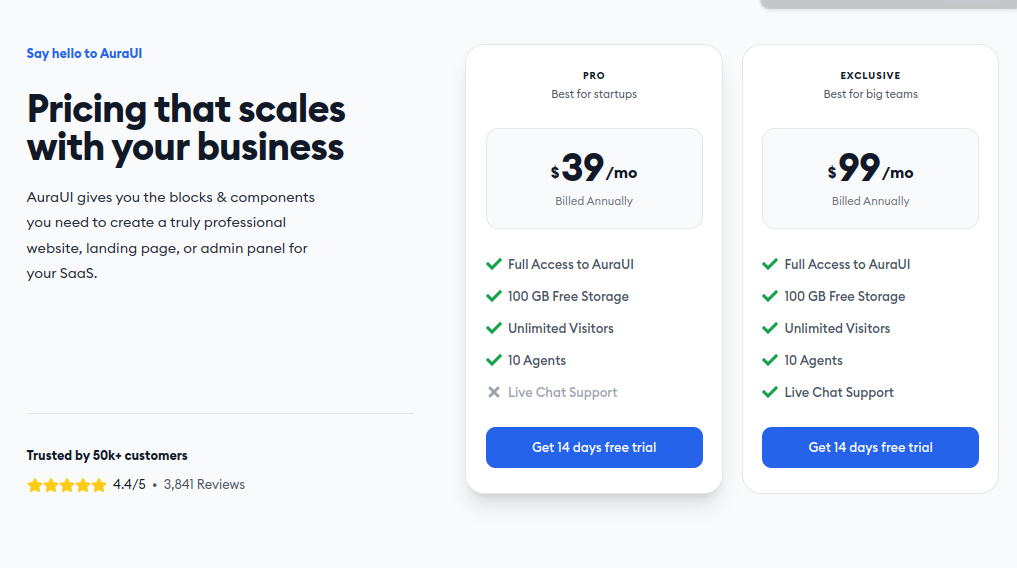 Say hello to AuraUI
Pricing that scales
with your business
AuraUI gives you the blocks & components
you need to create a truly professional
website, landing page, or admin panel for
your SaaS.
Trusted by 50k+ customers
4.4/5 • 3,841 Reviews
PRO
Best for startups
$39/mo
Billed Annually
Full Access to AuraUI
100 GB Free Storage
Unlimited Visitors
10 Agents
Live Chat Support
Get 14 days free trial
EXCLUSIVE
Best for big teams
$99/mo
Billed Annually
Full Access to AuraUI
100 GB Free Storage
Unlimited Visitors
10 Agents
Live Chat Support
Get 14 days free trial